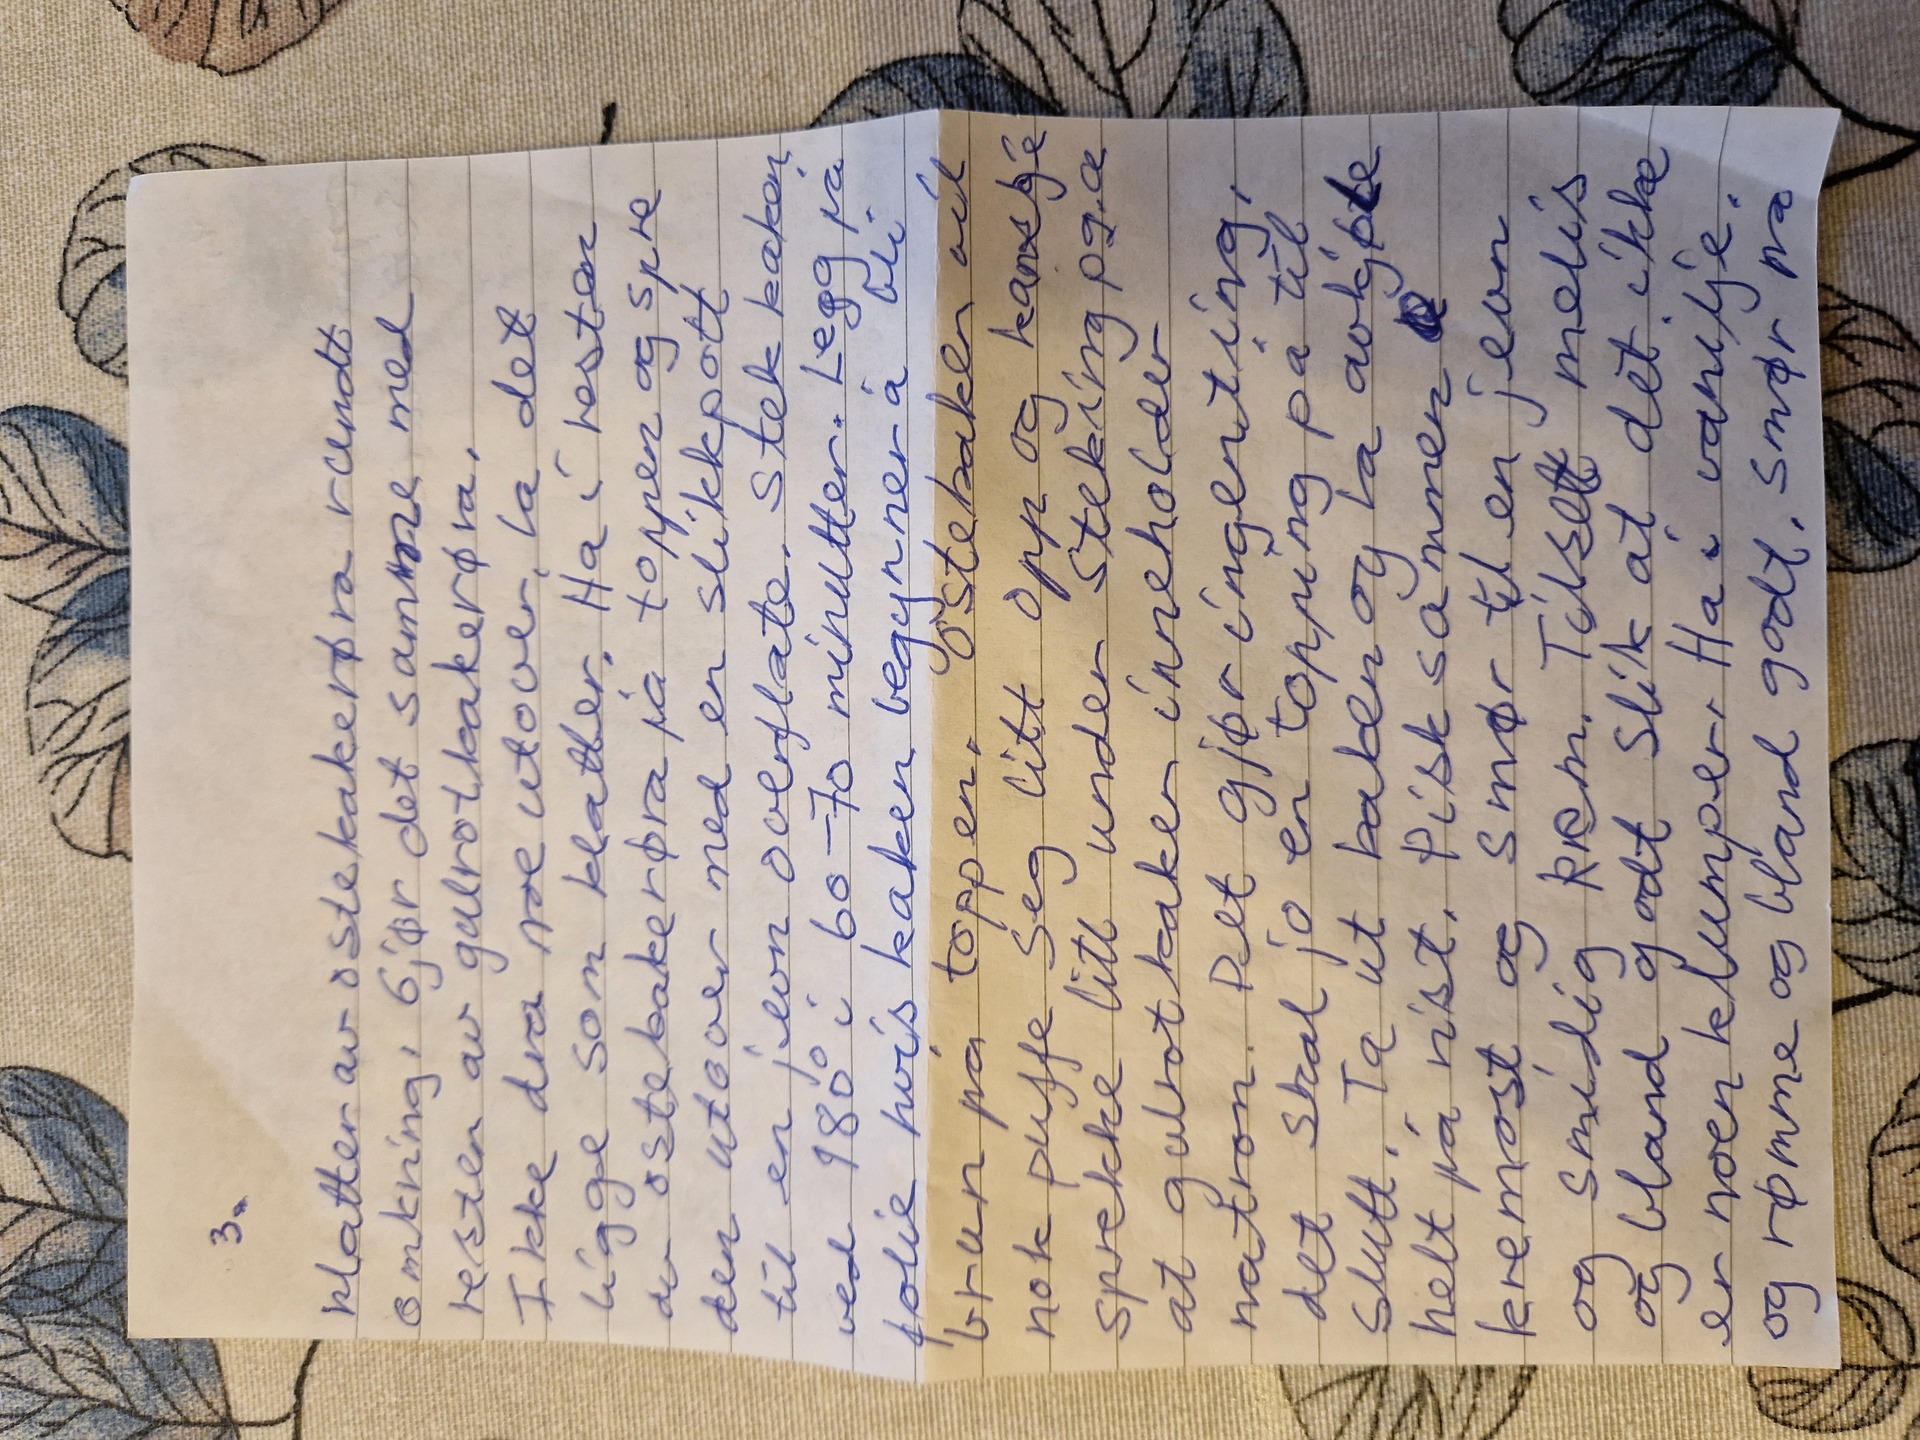 3.
klatter av ostekakerøra rundt
omkring. Gjør det samme med
resten av gulrotkakerøra.
Ikke dra noe utover, la det
ligge som klatter. Ha i resten
av ostekakerøra på toppen og spre
den utover med en slikkpott
til en jevn overflate. Stek kaken
ved 180° i 60-70 minutter. Legg på
folie hvis kaken begynner å bli
brun på toppen. Ostekaken vil
nok puffe seg litt opp og kanskje
sprekke litt under steking pg.a
at gulrotkaken inneholder
natron. Det gjør ingenting,
det skal jo en topping på til
slutt. Ta ut kaken og la avkjøle
helt på rist. Pisk sammen
kremost og smør til en jevn
og smidig krem. Tilsett melis
og bland godt slik at det ikke
er noen klumper. Ha i vanilje.
og rømme og bland godt. Smør på